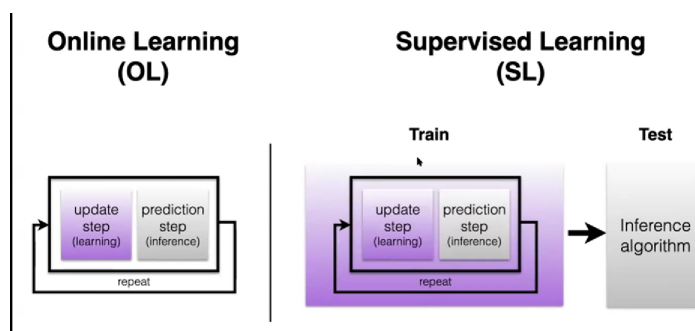 Online Learning
(OL)
Supervised Learning
(SL)
Train
Test
update
step
(learning)
prediction
step
(inference)
repeat
update
step
(learning)
prediction
step
(inference)
repeat
Inference
algorithm